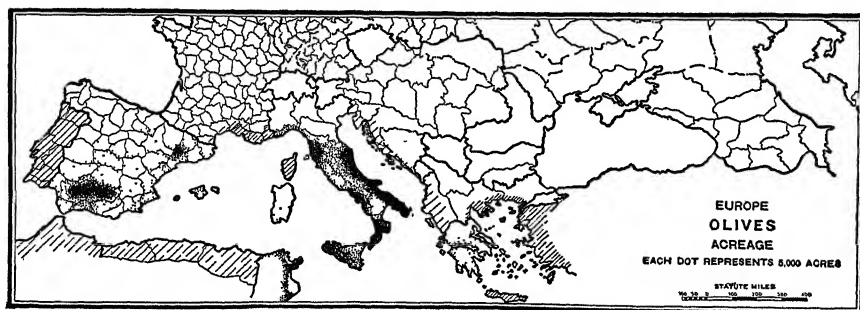 EUROPE
OLIVES
ACREAGE
EACH DOT REPRESENTS 5,000 ACRES
STATUTE MILES